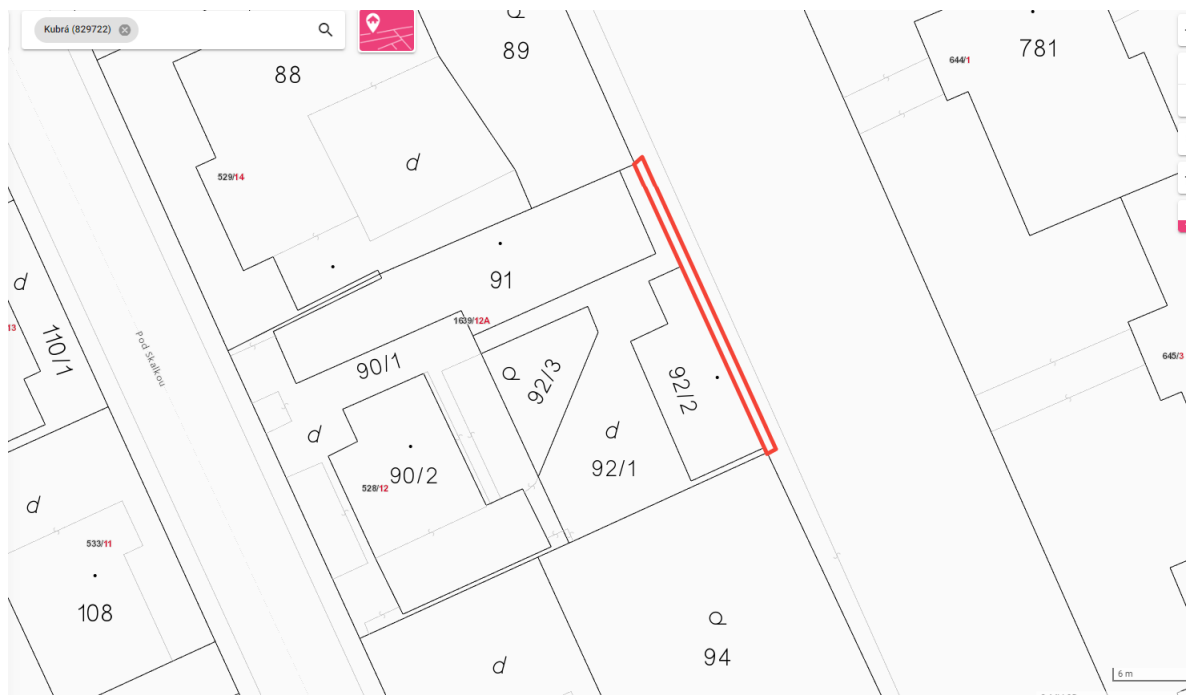 Kubrá (829722)
89
781
644/1
88
d
529/14
91
d
1639/12A
13
110/1
Pod Skalkou
90/1
92/3
92/2
645/3
d
90/2
528/12
d
92/1
d
533/11
108
94
d
6 m